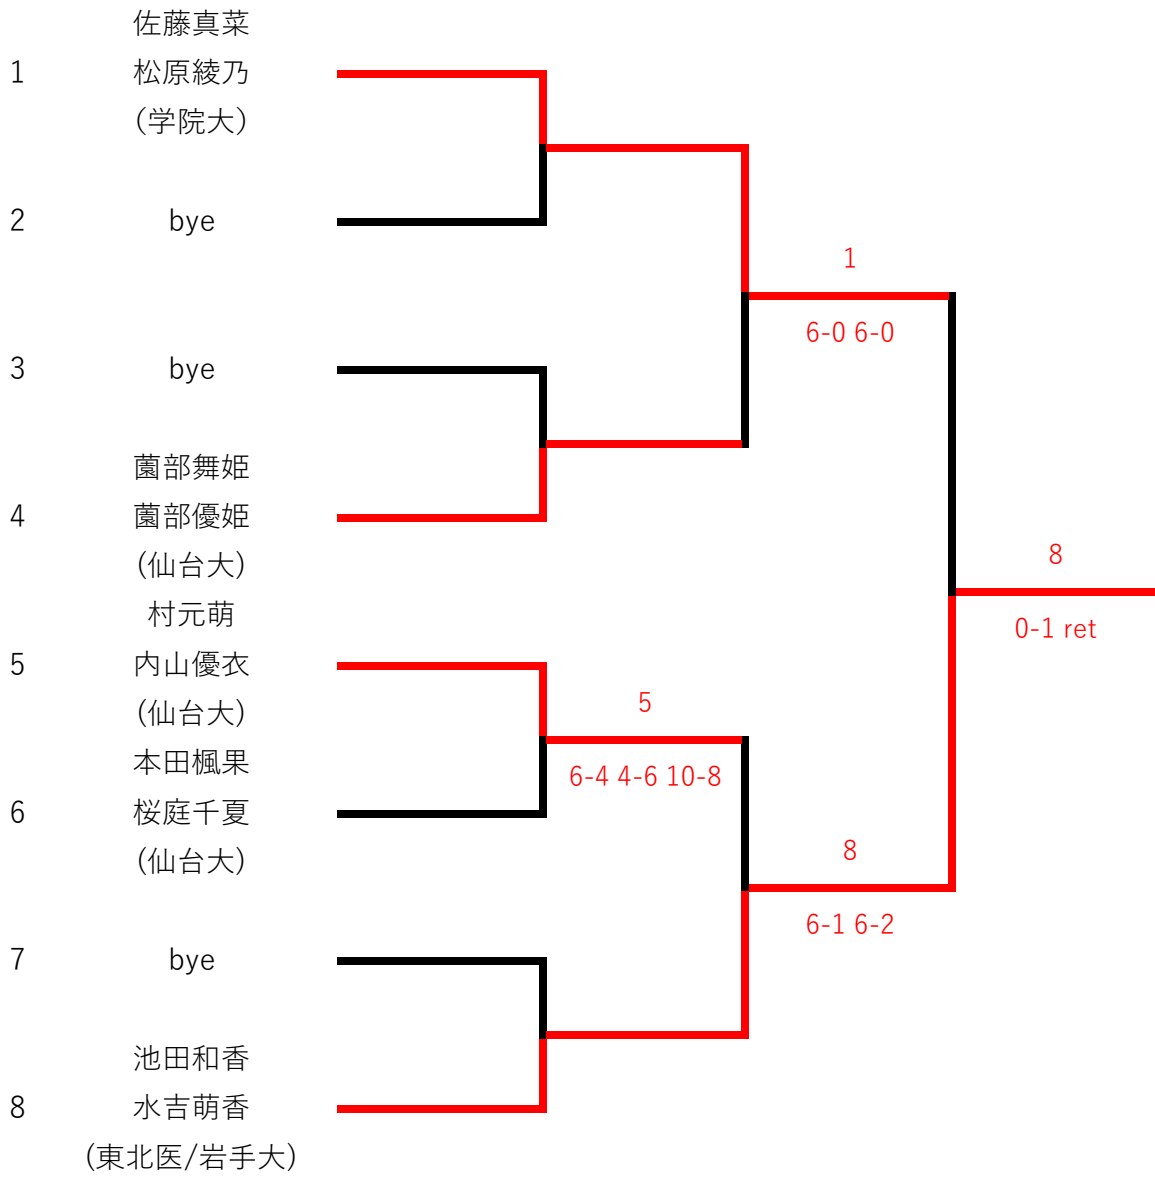 佐藤真菜
1 松原綾乃
(学院大)
2 bye
1
6-0 6-0
3 bye
薗部舞姫
4 薗部優姫
(仙台大)
8
0-1 ret
村元萌
5 内山優衣
(仙台大)
5
6-4 4-6 10-8
本田楓果
6 桜庭千夏
(仙台大)
8
6-1 6-2
7 bye
池田和香
8 水吉萌香
(東北医/岩手大)